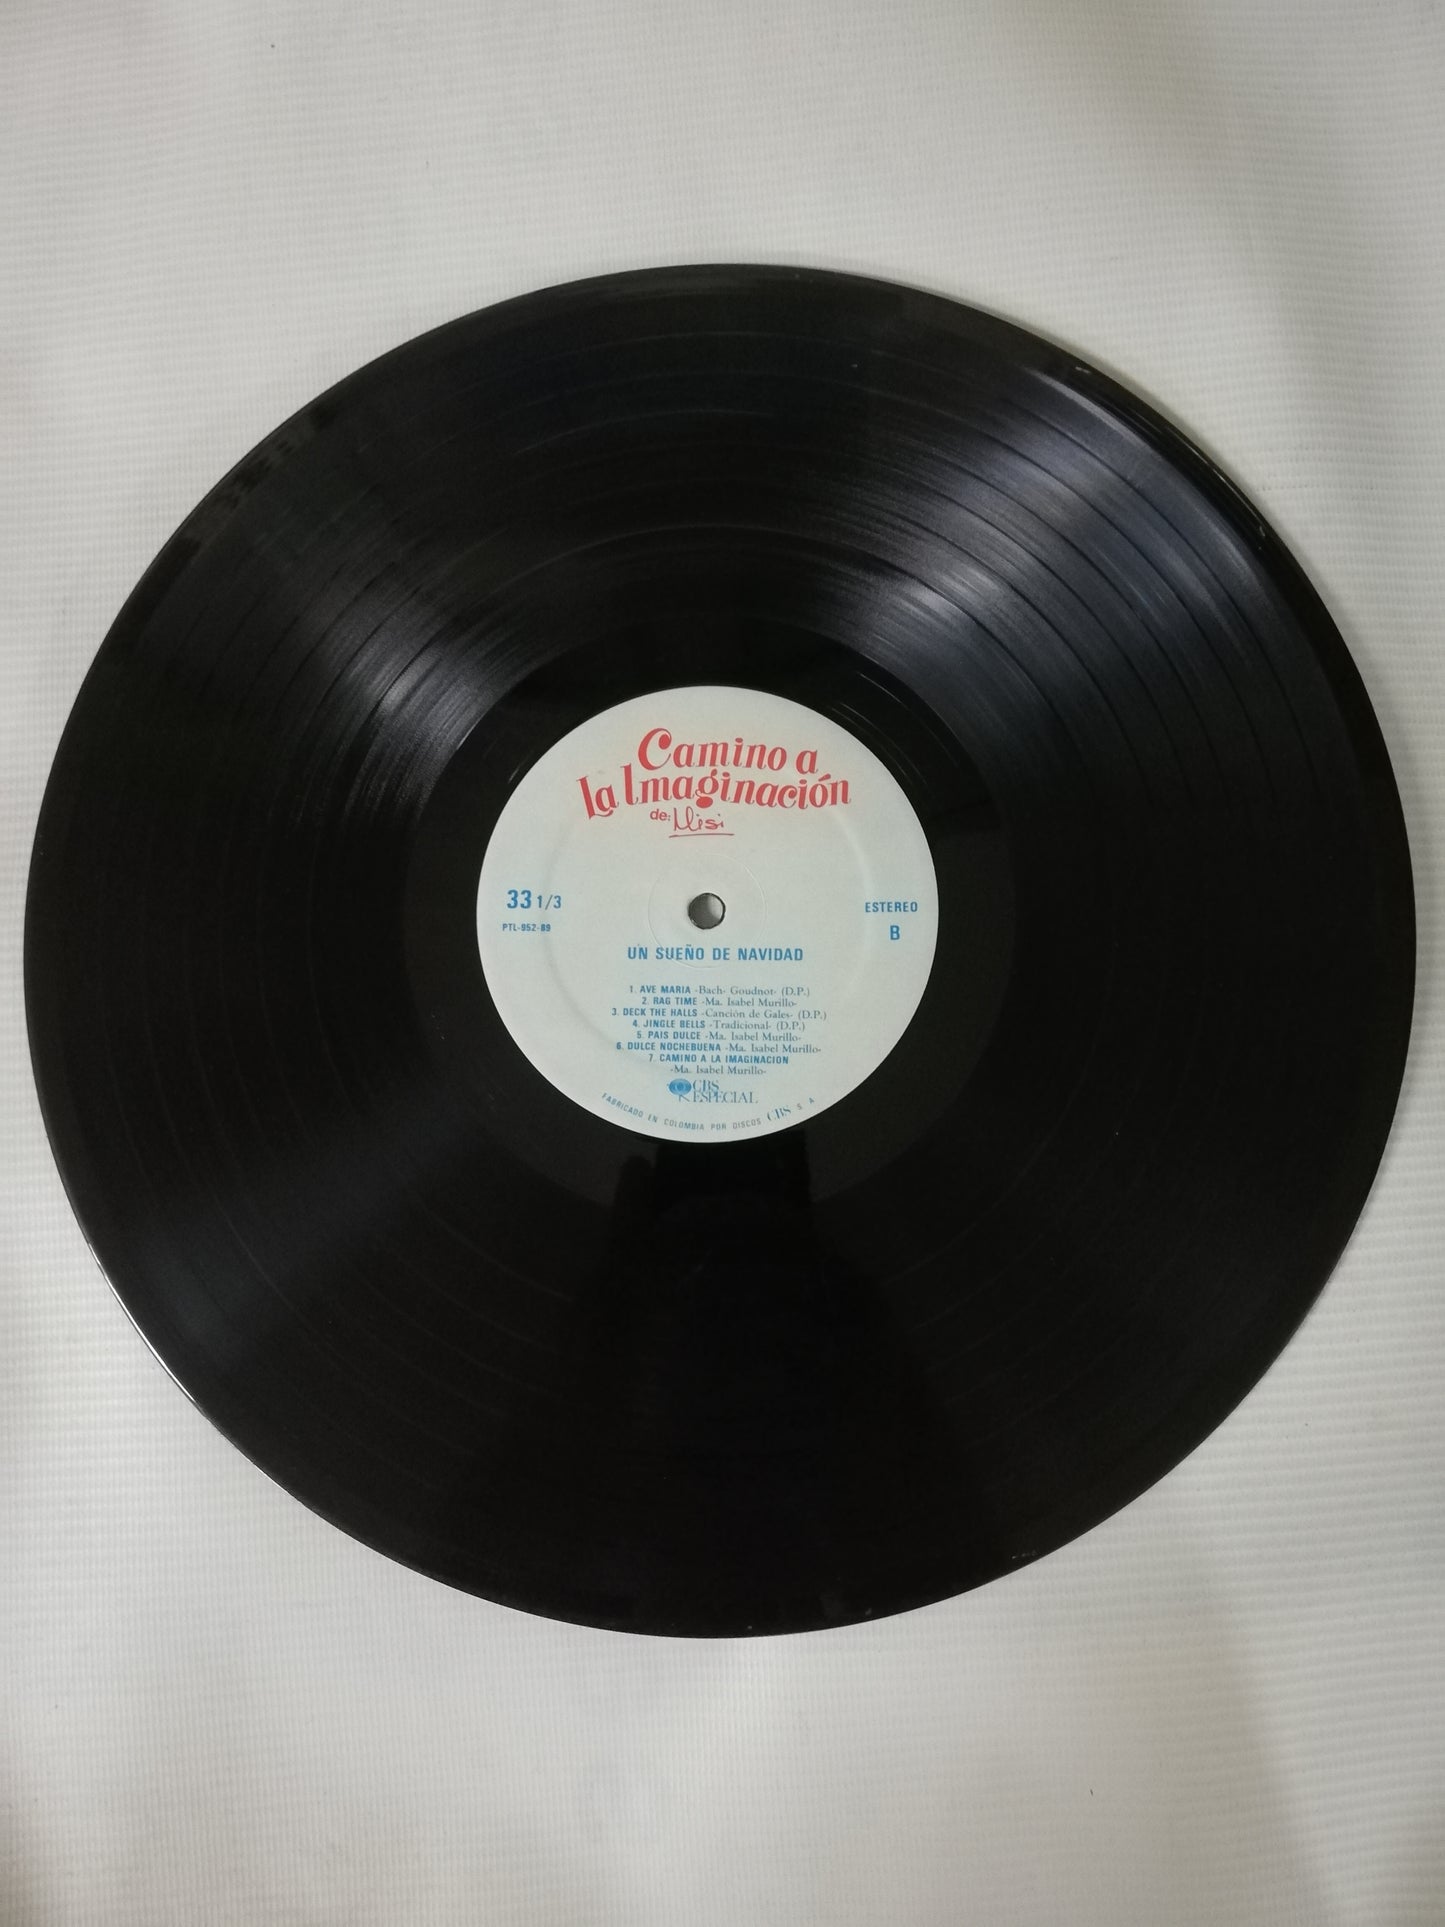 Camino a
La Imaginación
de: Misi
33 1/3
ESTEREO
PTL-952-89
B
UN SUEÑO DE NAVIDAD
1. AVE MARIA -Bach- Goudnot- (D.P.)
2. RAG TIME -Ma. Isabel Murillo-
3. DECK THE HALLS -Canción de Gales- (D.P.)
4. JINGLE BELLS -Tradicional- (D.P.)
5. PAIS DULCE -Ma. Isabel Murillo-
6. DULCE NOCHEBUENA -Ma. Isabel Murillo-
7. CAMINO A LA IMAGINACION
-Ma. Isabel Murillo-
CBS
ESPECIAL
FABRICADO EN COLOMBIA POR DISCOS CBS S A